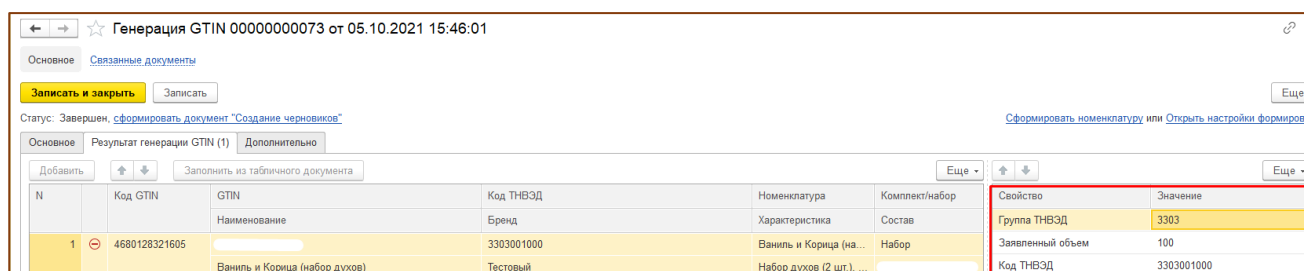 Генерация GTIN 00000000073 от 05.10.2021 15:46:01
Основное Связанные документы
Записать и закрыть Записать Еще
Статус: Завершен, сформировать документ "Создание черновиков" Сформировать номенклатуру или Открыть настройки формиров
Основное Результат генерации GTIN (1) Дополнительно
Добавить Заполнить из табличного документа Еще Еще
N Код GTIN GTIN Код ТНВЭД Номенклатура Комплект/набор Свойство Значение
Наименование Бренд Характеристика Состав Группа ТНВЭД 3303
1 4680128321605 3303001000 Ваниль и Корица (на... Набор Заявленный объем 100
Ваниль и Корица (набор духов) Тестовый Набор духов (2 шт.), ... Код ТНВЭД 3303001000